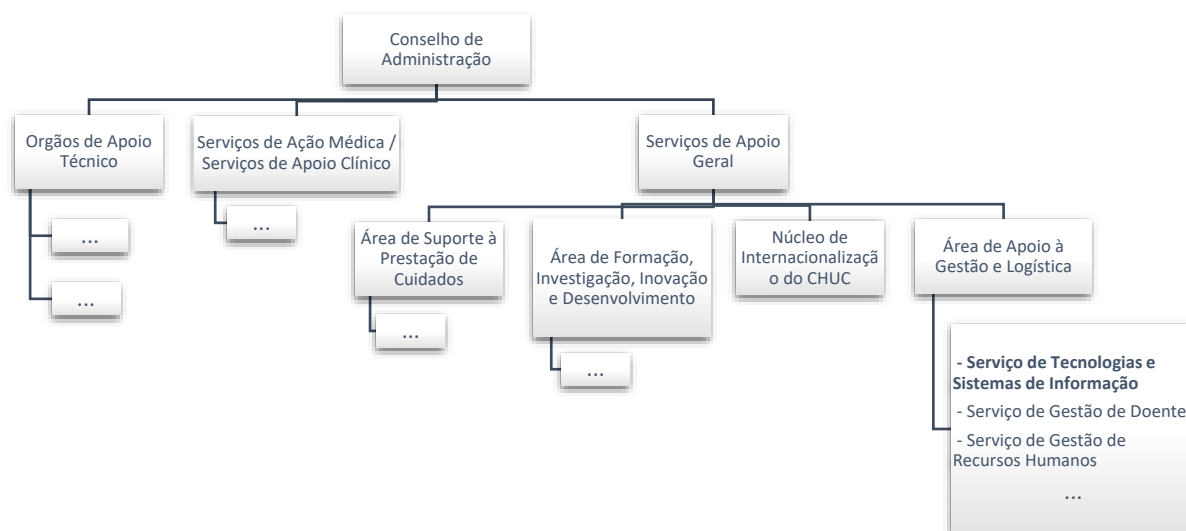 Conselho de
Administração
Orgãos de Apoio
Técnico
...
...
Serviços de Ação Médica /
Serviços de Apoio Clínico
...
Serviços de Apoio
Geral
Área de Suporte à
Prestação de
Cuidados
...
Área de Formação,
Investigação, Inovação
e Desenvolvimento
...
Núcleo de
Internacionalizaçã
o do CHUC
Área de Apoio à
Gestão e Logística
- Serviço de Tecnologias e
Sistemas de Informação
- Serviço de Gestão de Doente
- Serviço de Gestão de
Recursos Humanos
...